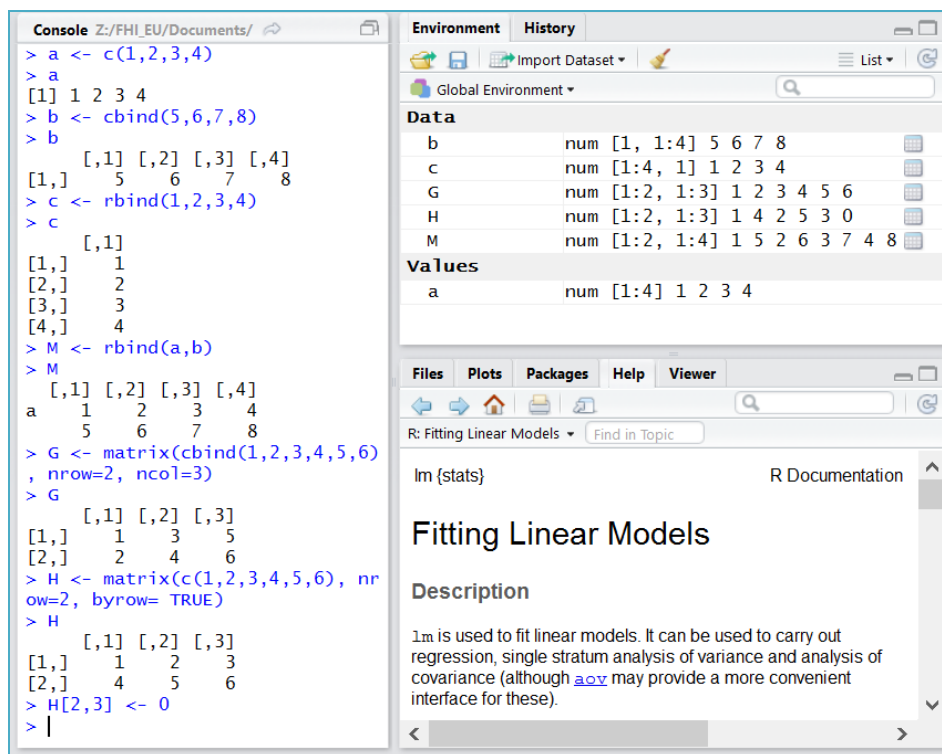 Console Z:/FHI_EU/Documents/
> a <- c(1,2,3,4)
> a
[1] 1 2 3 4
> b <- cbind(5,6,7,8)
> b
     [,1] [,2] [,3] [,4]
[1,]    5    6    7    8
> c <- rbind(1,2,3,4)
> c
     [,1]
[1,]    1
[2,]    2
[3,]    3
[4,]    4
> M <- rbind(a,b)
> M
  [,1] [,2] [,3] [,4]
a    1    2    3    4
     5    6    7    8
> G <- matrix(cbind(1,2,3,4,5,6)
, nrow=2, ncol=3)
> G
     [,1] [,2] [,3]
[1,]    1    3    5
[2,]    2    4    6
> H <- matrix(c(1,2,3,4,5,6), nr
ow=2, byrow= TRUE)
> H
     [,1] [,2] [,3]
[1,]    1    2    3
[2,]    4    5    6
> H[2,3] <- 0
>
Environment History
Import Dataset List
Global Environment
Data
b num [1, 1:4] 5 6 7 8
c num [1:4, 1] 1 2 3 4
G num [1:2, 1:3] 1 2 3 4 5 6
H num [1:2, 1:3] 1 4 2 5 3 0
M num [1:2, 1:4] 1 5 2 6 3 7 4 8
Values
a num [1:4] 1 2 3 4
Files Plots Packages Help Viewer
R: Fitting Linear Models Find in Topic
lm {stats} R Documentation
Fitting Linear Models
Description
lm is used to fit linear models. It can be used to carry out
regression, single stratum analysis of variance and analysis of
covariance (although aov may provide a more convenient
interface for these).